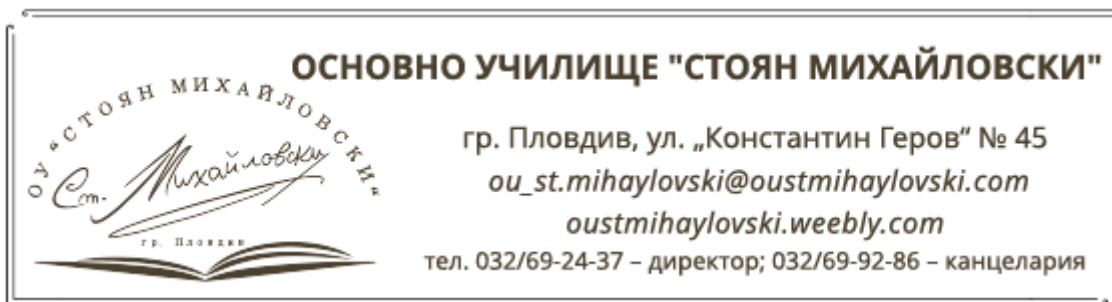 ОУ "СТОЯН МИХАЙЛОВСКИ"
Ст. Михайловски
гр. Пловдив
ОСНОВНО УЧИЛИЩЕ "СТОЯН МИХАЙЛОВСКИ"
гр. Пловдив, ул. „Константин Геров” № 45
ou_st.mihaylovski@oustmihaylovski.com
oustmihaylovski.weebly.com
тел. 032/69-24-37 – директор; 032/69-92-86 – канцелария